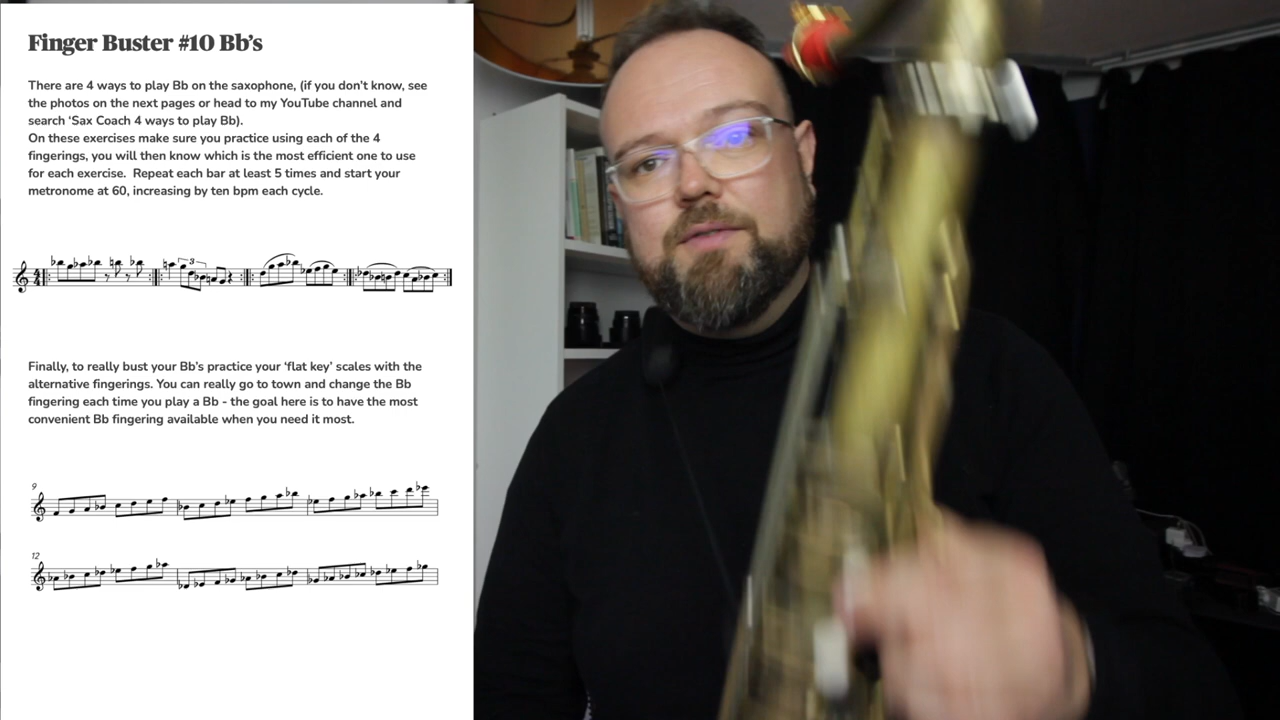 Finger Buster #10 Bb's
There are 4 ways to play Bb on the saxophone, (if you don't know, see
the photos on the next pages or head to my YouTube channel and
search 'Sax Coach 4 ways to play Bb).
On these exercises make sure you practice using each of the 4
fingerings, you will then know which is the most efficient one to use
for each exercise.  Repeat each bar at least 5 times and start your
metronome at 60, increasing by ten bpm each cycle.
3
Finally, to really bust your Bb's practice your 'flat key' scales with the
alternative fingerings. You can really go to town and change the Bb
fingering each time you play a Bb - the goal here is to have the most
convenient Bb fingering available when you need it most.
9
12